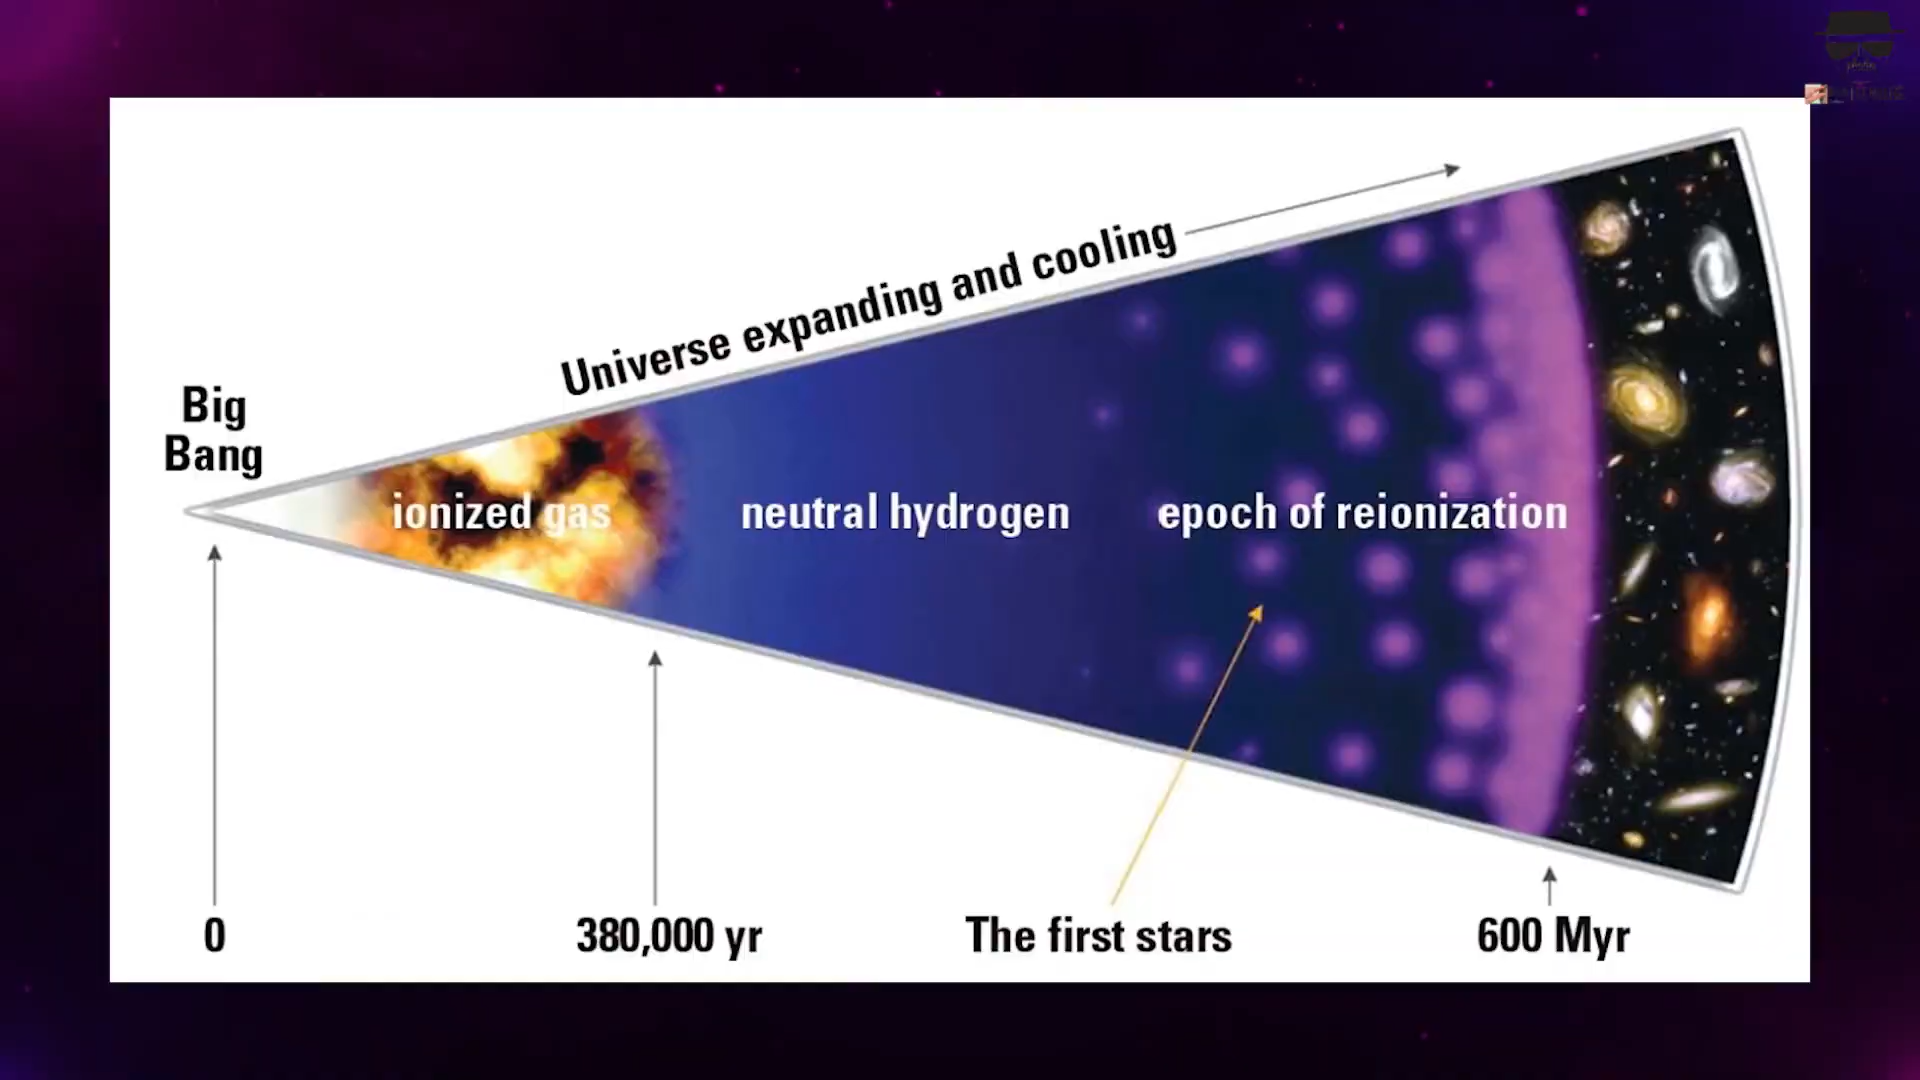 Universe expanding and cooling
Big
Bang
ionized gas
neutral hydrogen
epoch of reionization
0
380,000 yr
The first stars
600 Myr